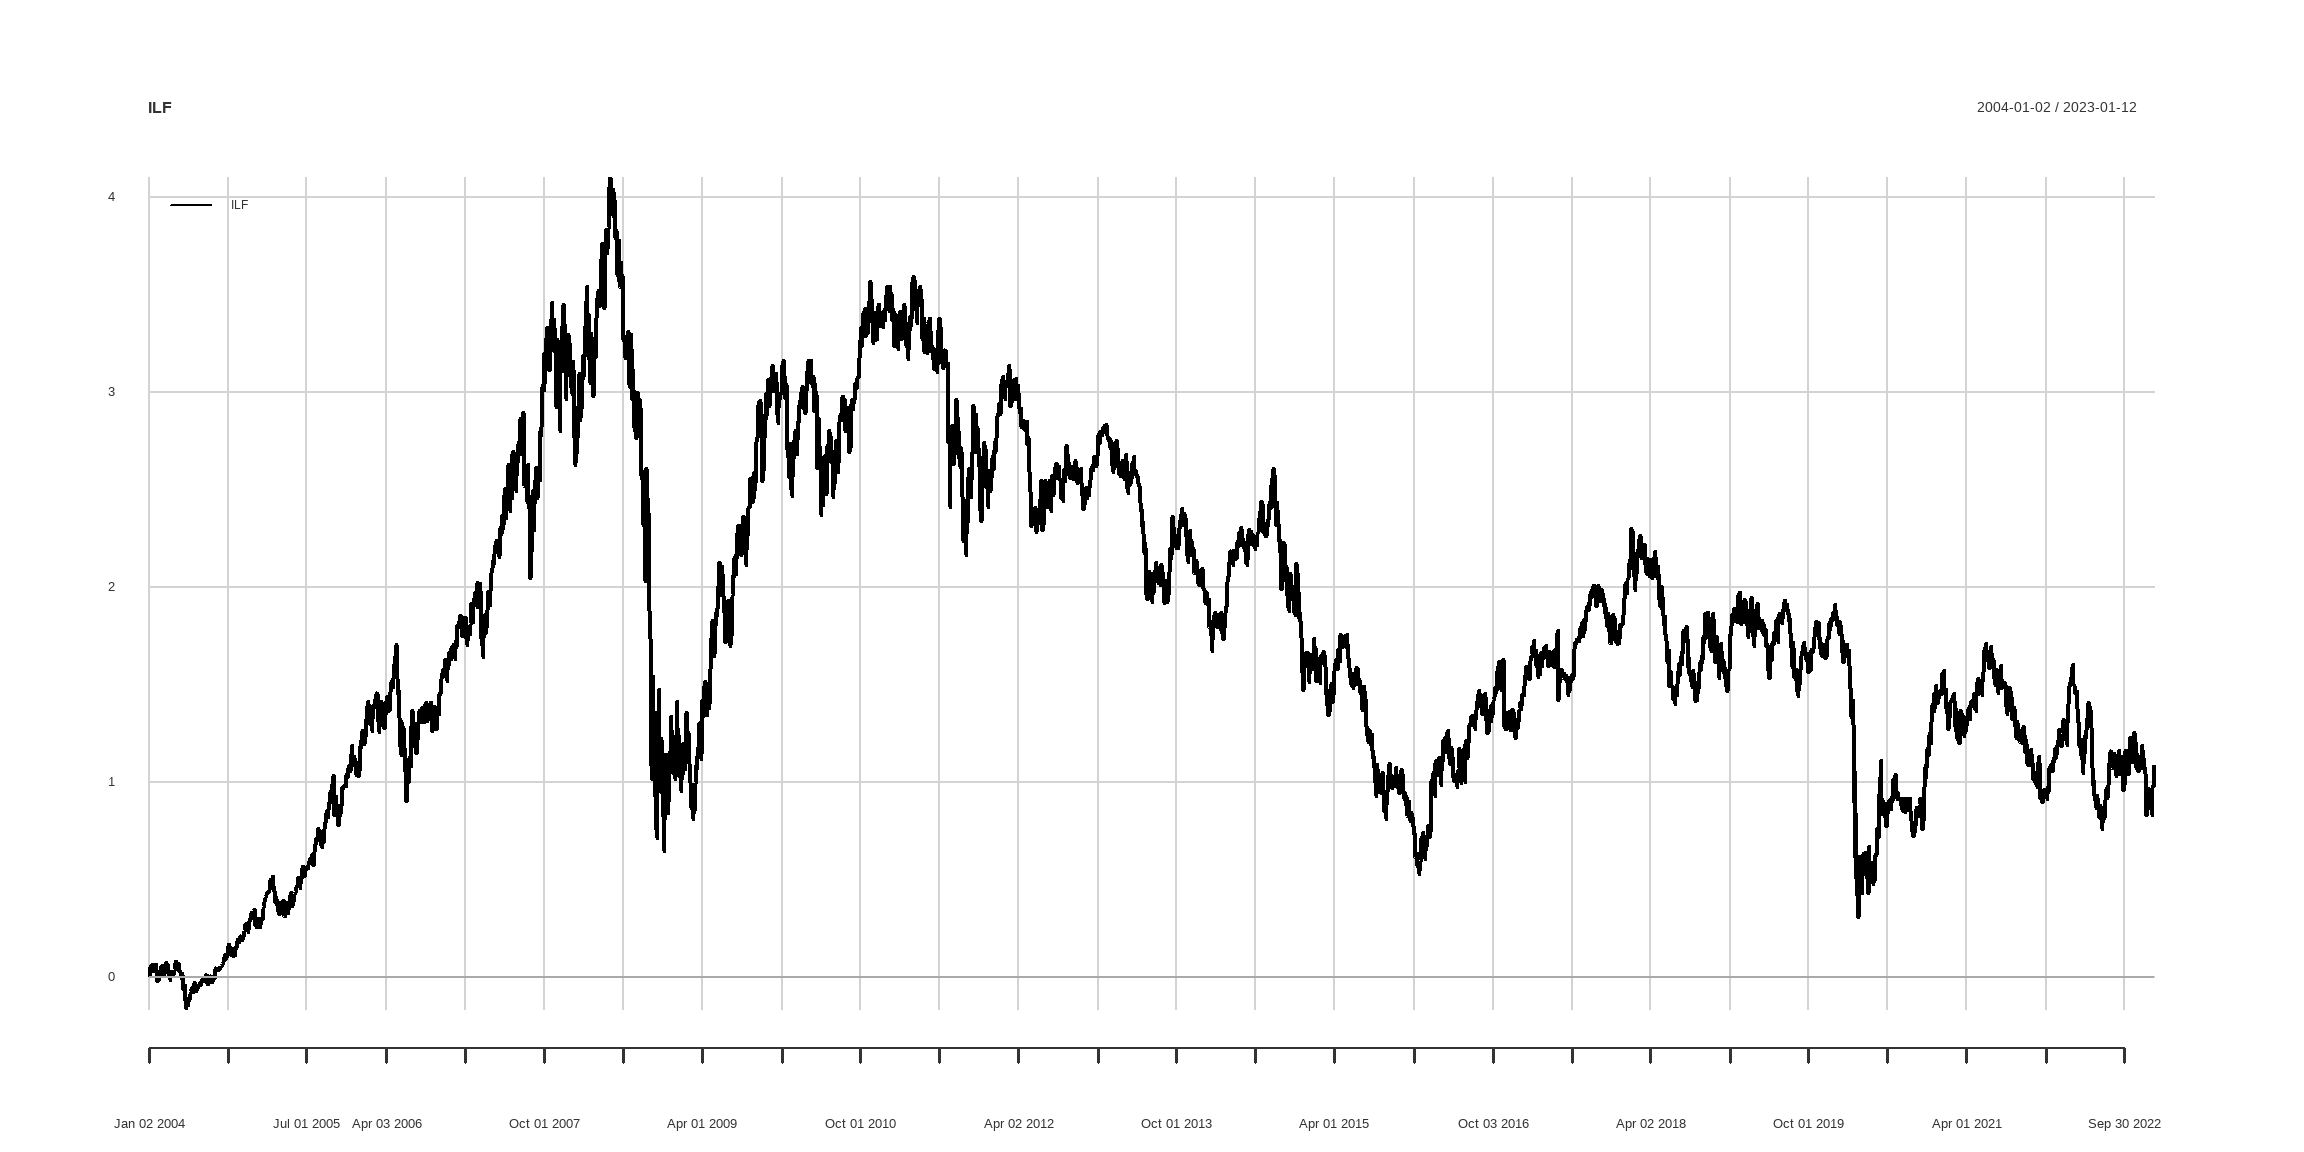 ILF
2004-01-02 / 2023-01-12
4
ILF
3
2
1
0
Jan 02 2004
Jul 01 2005
Apr 03 2006
Oct 01 2007
Apr 01 2009
Oct 01 2010
Apr 02 2012
Oct 01 2013
Apr 01 2015
Oct 03 2016
Apr 02 2018
Oct 01 2019
Apr 01 2021
Sep 30 2022